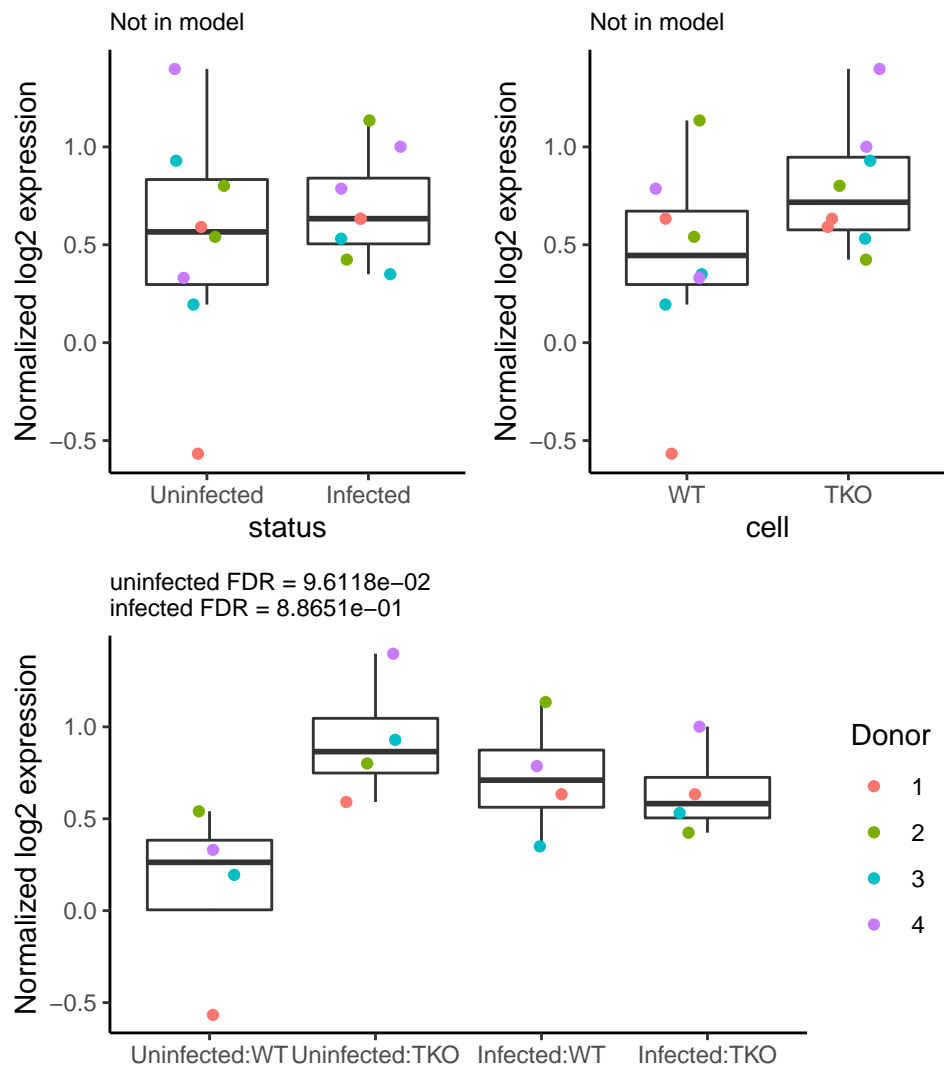 Not in model
Normalized log2 expression
1.0
0.5
0.0
−0.5
Uninfected Infected
status
Not in model
Normalized log2 expression
1.0
0.5
0.0
−0.5
WT TKO
cell
uninfected FDR = 9.6118e−02
infected FDR = 8.8651e−01
Normalized log2 expression
1.0
0.5
0.0
−0.5
Uninfected:WT Uninfected:TKO Infected:WT Infected:TKO
Donor
1
2
3
4